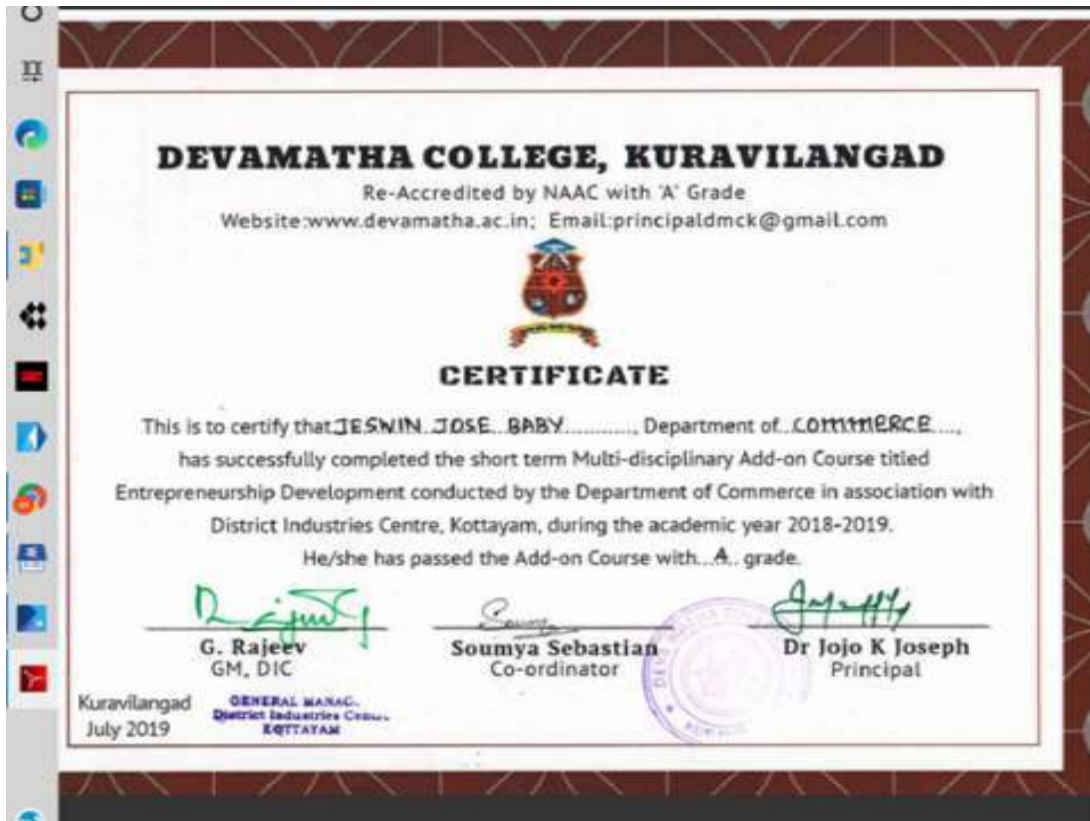 DEVAMATHA COLLEGE, KURAVILANGAD
Re-Accredited by NAAC with 'A' Grade
Website:www.devamatha.ac.in; Email:principaldmck@gmail.com
CERTIFICATE
This is to certify that JESWIN JOSE BABY............, Department of COMMERCE....,
has successfully completed the short term Multi-disciplinary Add-on Course titled
Entrepreneurship Development conducted by the Department of Commerce in association with
District Industries Centre, Kottayam, during the academic year 2018-2019.
He/she has passed the Add-on Course with...A.. grade.
G. Rajeev
GM, DIC
Soumya Sebastian
Co-ordinator
Dr Jojo K Joseph
Principal
Kuravilangad
July 2019
GENERAL MANAG
District Industries
KOTTAYAM